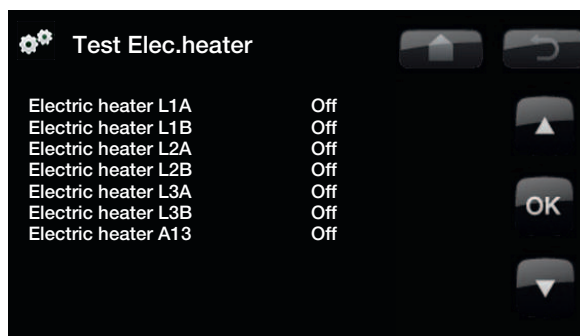 Test Elec.heater
Electric heater L1A Off
Electric heater L1B Off
Electric heater L2A Off
Electric heater L2B Off
Electric heater L3A Off
Electric heater L3B Off
Electric heater A13 Off
OK